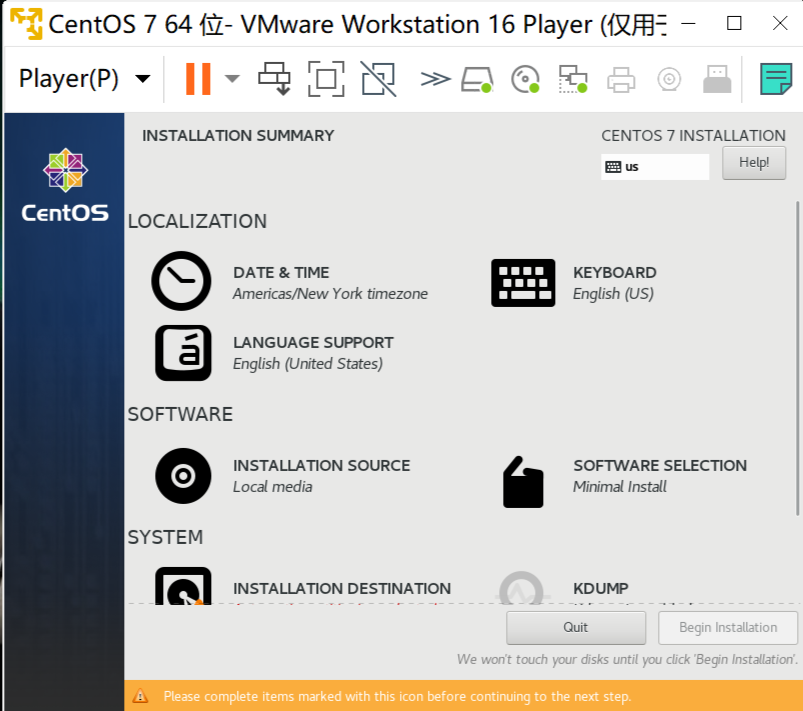 CentOS 7 64 位- VMware Workstation 16 Player (仅用于
Player(P)
CentOS
INSTALLATION SUMMARY
CENTOS 7 INSTALLATION
us
Help!
LOCALIZATION
DATE & TIME
Americas/New York timezone
KEYBOARD
English (US)
LANGUAGE SUPPORT
English (United States)
SOFTWARE
INSTALLATION SOURCE
Local media
SOFTWARE SELECTION
Minimal Install
SYSTEM
INSTALLATION DESTINATION
KDUMP
Quit
Begin Installation
We won't touch your disks until you click 'Begin Installation'.
Please complete items marked with this icon before continuing to the next step.